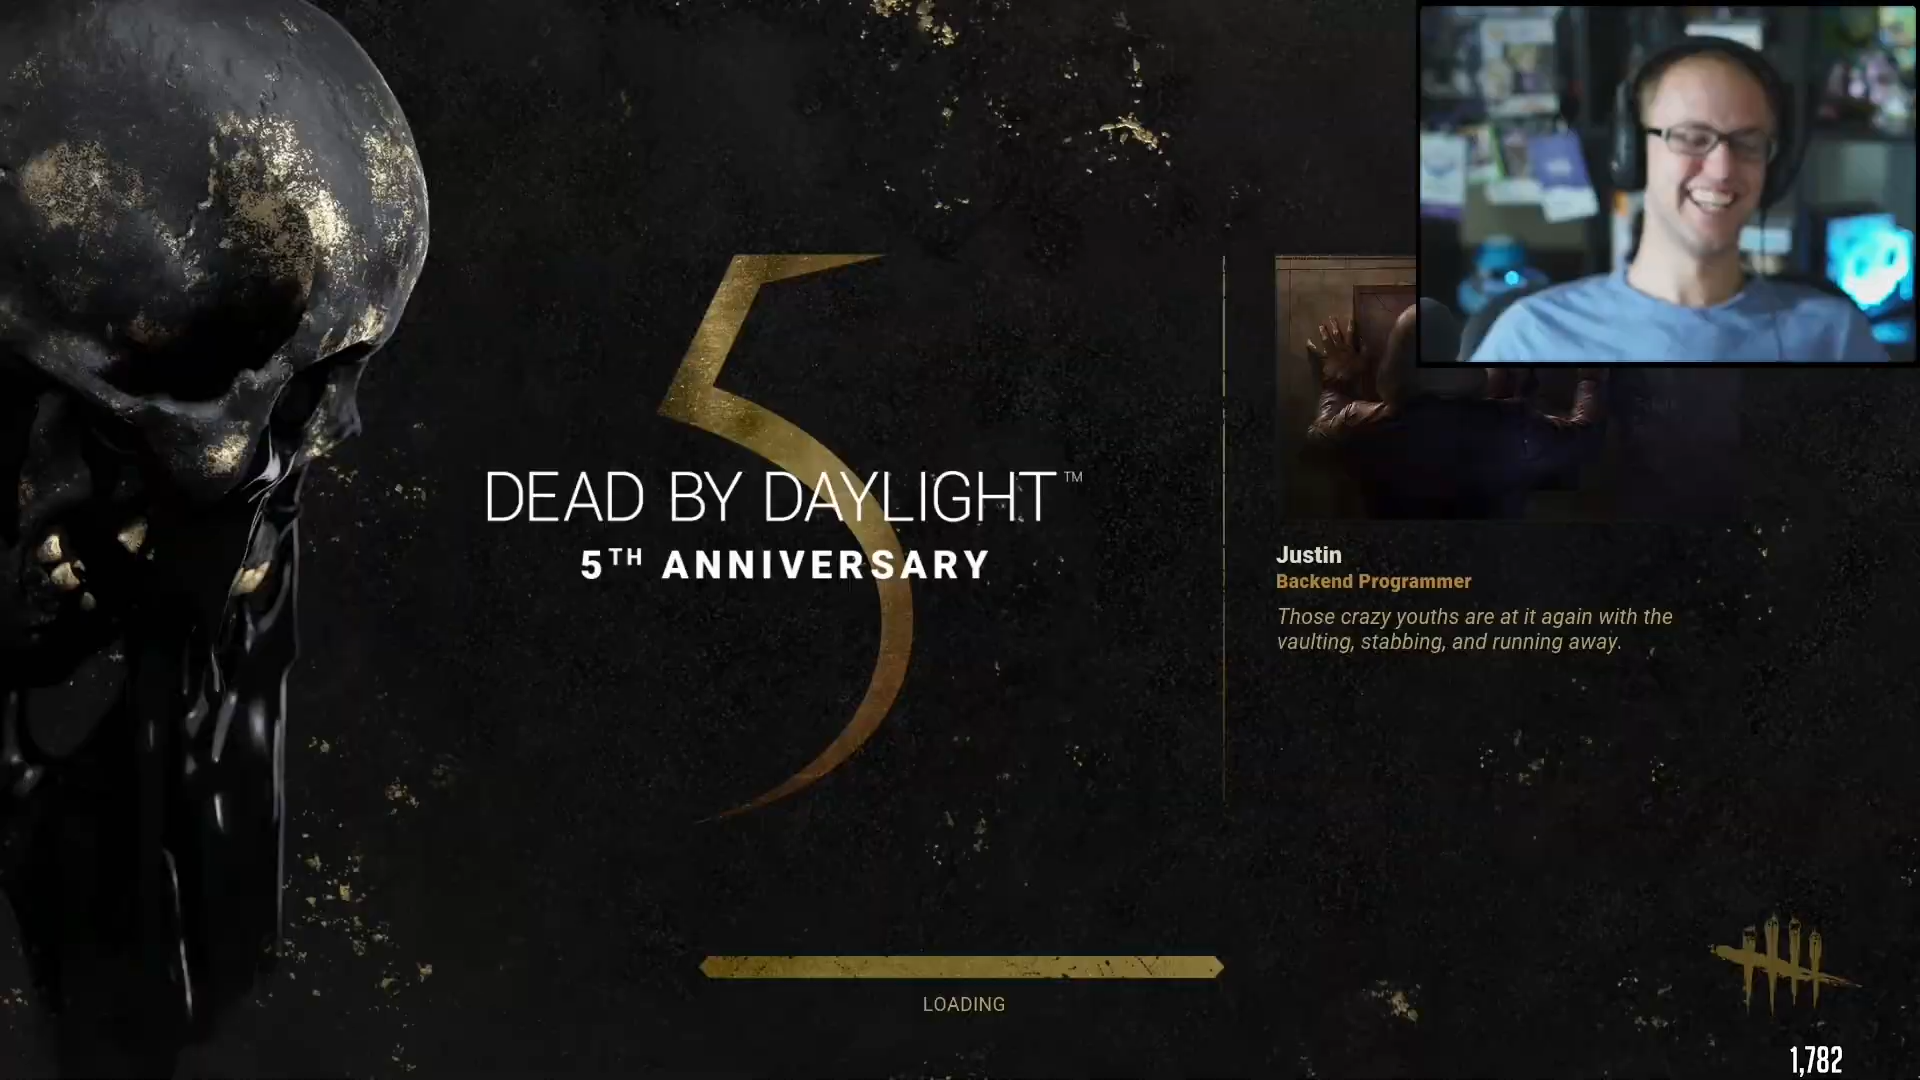 DEAD BY DAYLIGHT™
5TH ANNIVERSARY
Justin
Backend Programmer
Those crazy youths are at it again with the
vaulting, stabbing, and running away.
LOADING
1,782